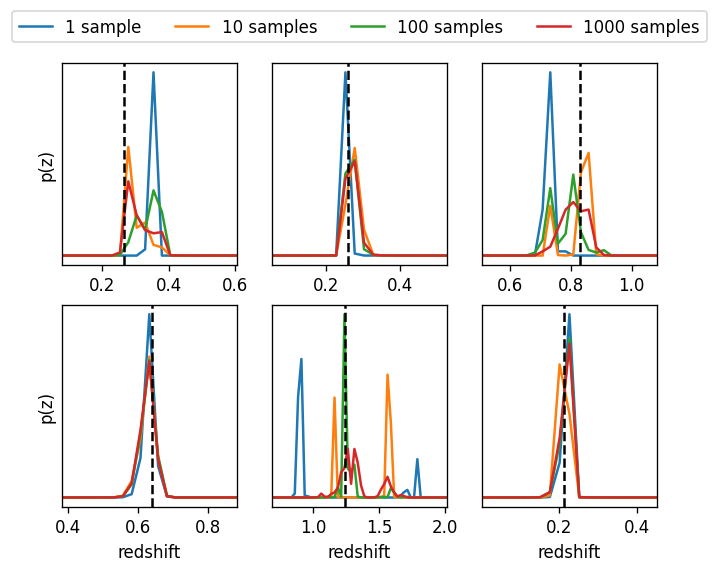 1 sample 10 samples 100 samples 1000 samples
p(z)
0.2 0.4 0.6 0.2 0.4 0.6 0.8 1.0
p(z)
0.4 0.6 0.8 1.0 1.5 2.0 0.2 0.4
redshift redshift redshift